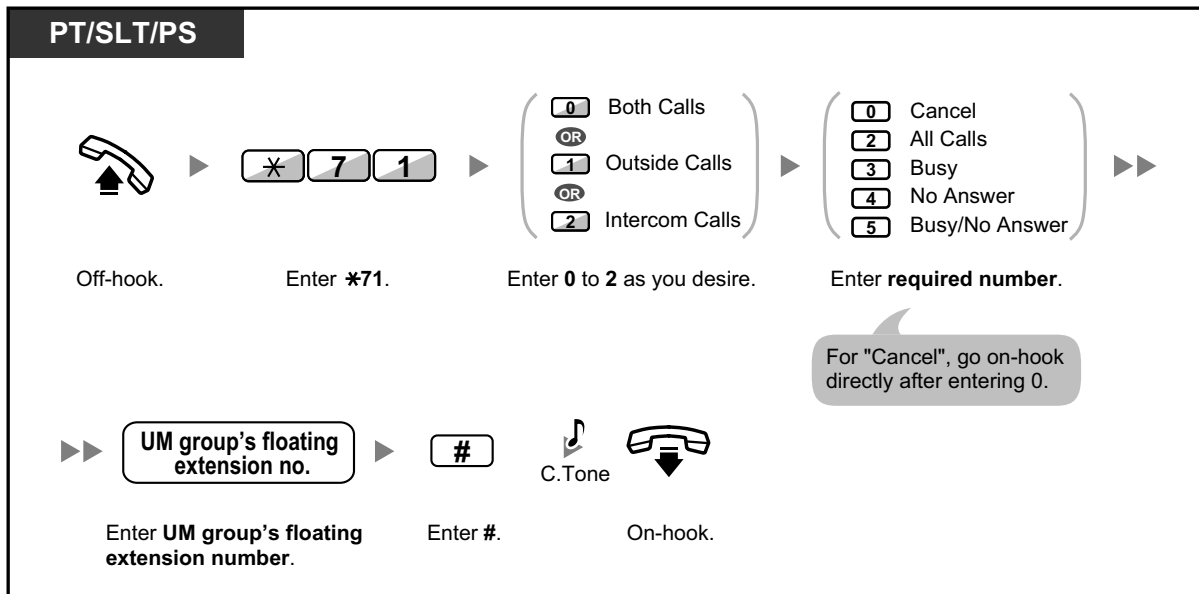 PT/SLT/PS
0 Both Calls
OR
1 Outside Calls
OR
2 Intercom Calls
0 Cancel
2 All Calls
3 Busy
4 No Answer
5 Busy/No Answer
* 7 1
Off-hook.
Enter *71.
Enter 0 to 2 as you desire.
Enter required number.
For "Cancel", go on-hook
directly after entering 0.
UM group's floating
extension no.
#
C.Tone
Enter UM group's floating
extension number.
Enter #.
On-hook.